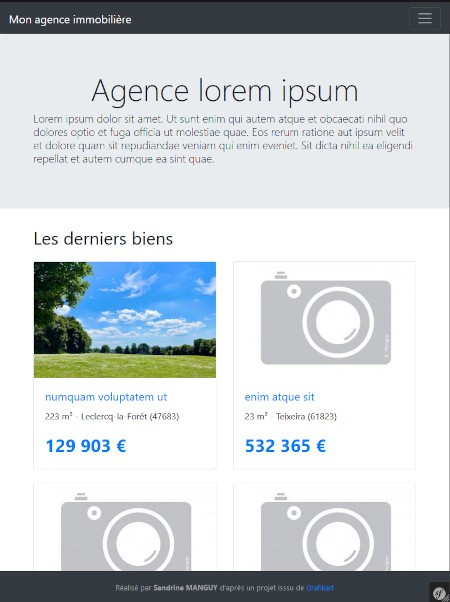 Mon agence immobilière
Agence lorem ipsum
Lorem ipsum dolor sit amet. Ut sunt enim qui autem atque et obcaecati nihil quo
dolores optio et fuga officia ut molestiae quae. Eos rerum ratione aut ipsum velit
et dolore quam sit repudiandae veniam qui enim eveniet. Sit dicta nihil ea eligendi
repellat et autem cumque ea sint quae.
Les derniers biens
numquam voluptatem ut
223 m² - Leclercq-la-Forêt (47683)
129 903 €
enim atque sit
23 m² - Teixeira (61823)
532 365 €
Réalisé par Sandrine MANGUY d'après un projet isssu de Grafikart
sf